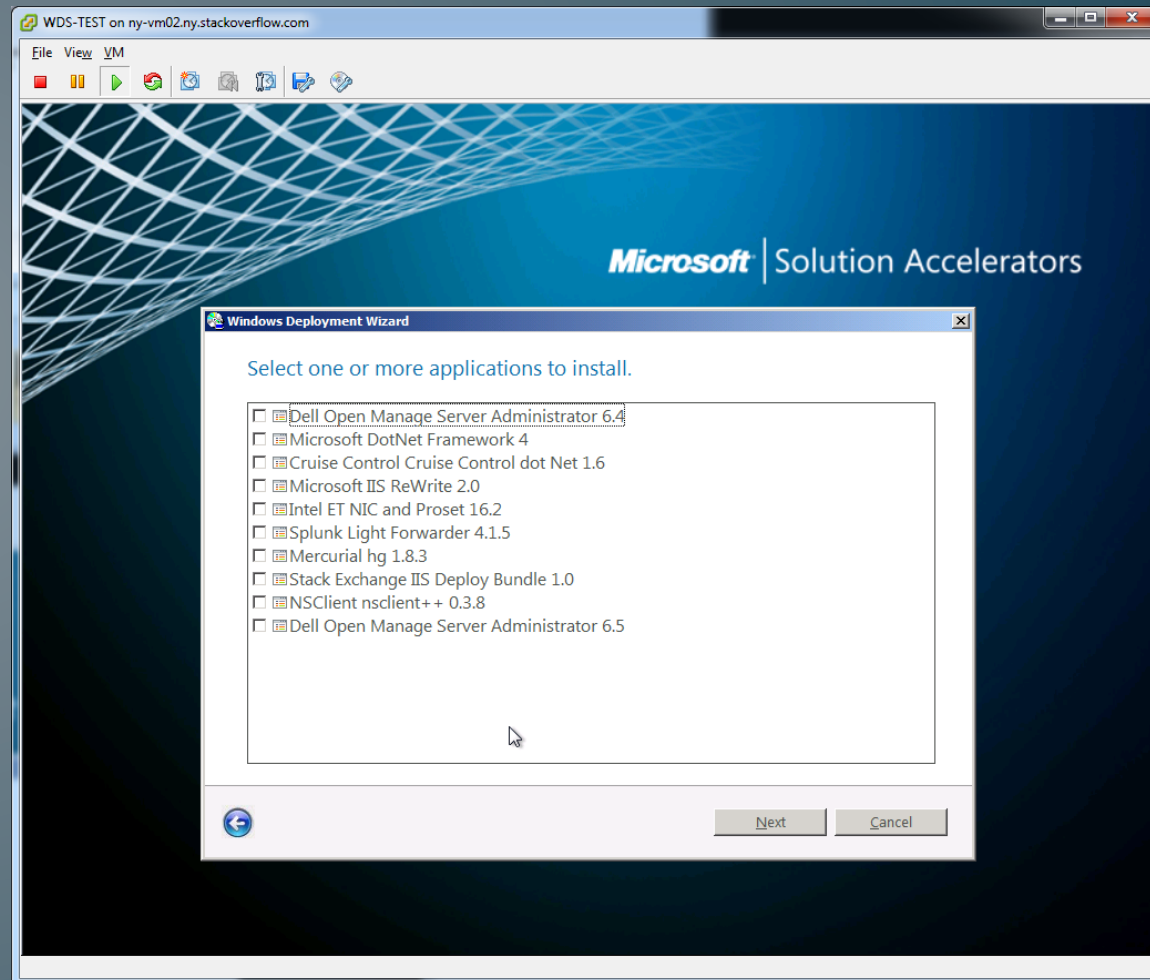 WDS-TEST on ny-vm02.ny.stackoverflow.com
File View VM
Microsoft Solution Accelerators
Windows Deployment Wizard
Select one or more applications to install.
Dell Open Manage Server Administrator 6.4
Microsoft DotNet Framework 4
Cruise Control Cruise Control dot Net 1.6
Microsoft IIS ReWrite 2.0
Intel ET NIC and Proset 16.2
Splunk Light Forwarder 4.1.5
Mercurial hg 1.8.3
Stack Exchange IIS Deploy Bundle 1.0
NSClient nsclient++ 0.3.8
Dell Open Manage Server Administrator 6.5
Next Cancel